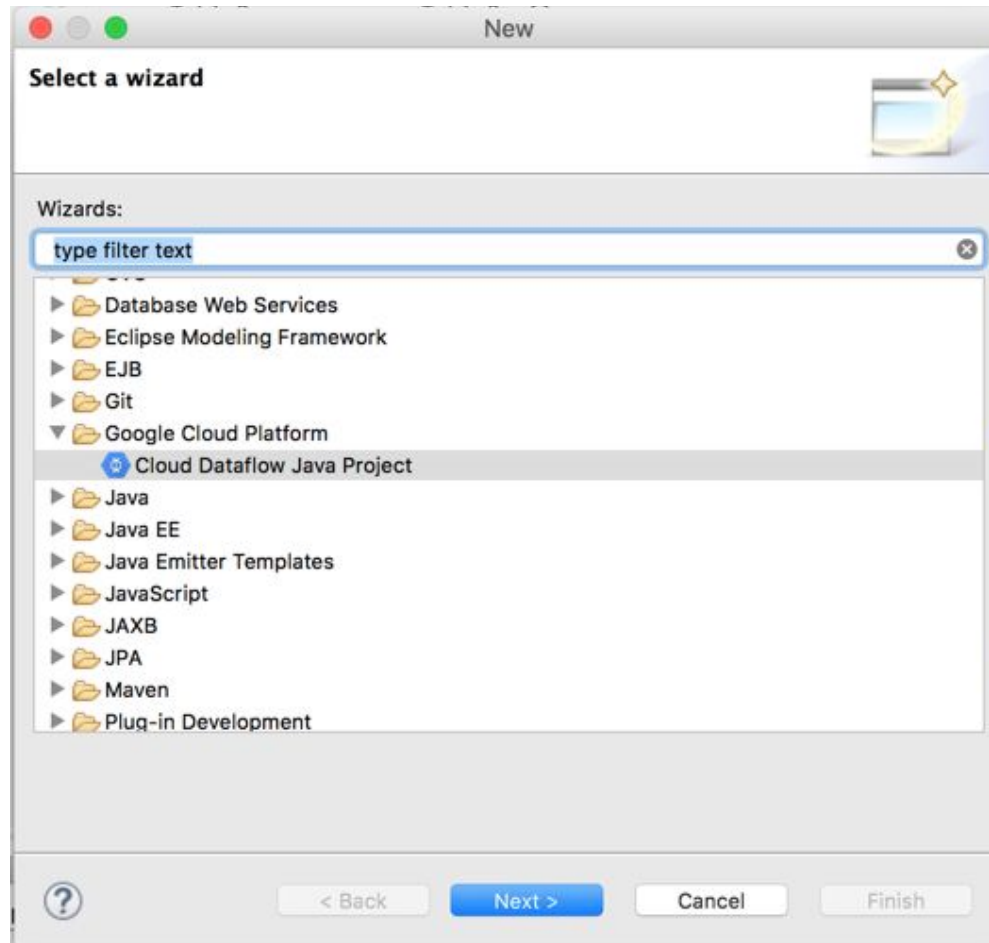 New
Select a wizard
Wizards:
type filter text
Database Web Services
Eclipse Modeling Framework
EJB
Git
Google Cloud Platform
Cloud Dataflow Java Project
Java
Java EE
Java Emitter Templates
JavaScript
JAXB
JPA
Maven
Plug-in Development
?
< Back
Next >
Cancel
Finish